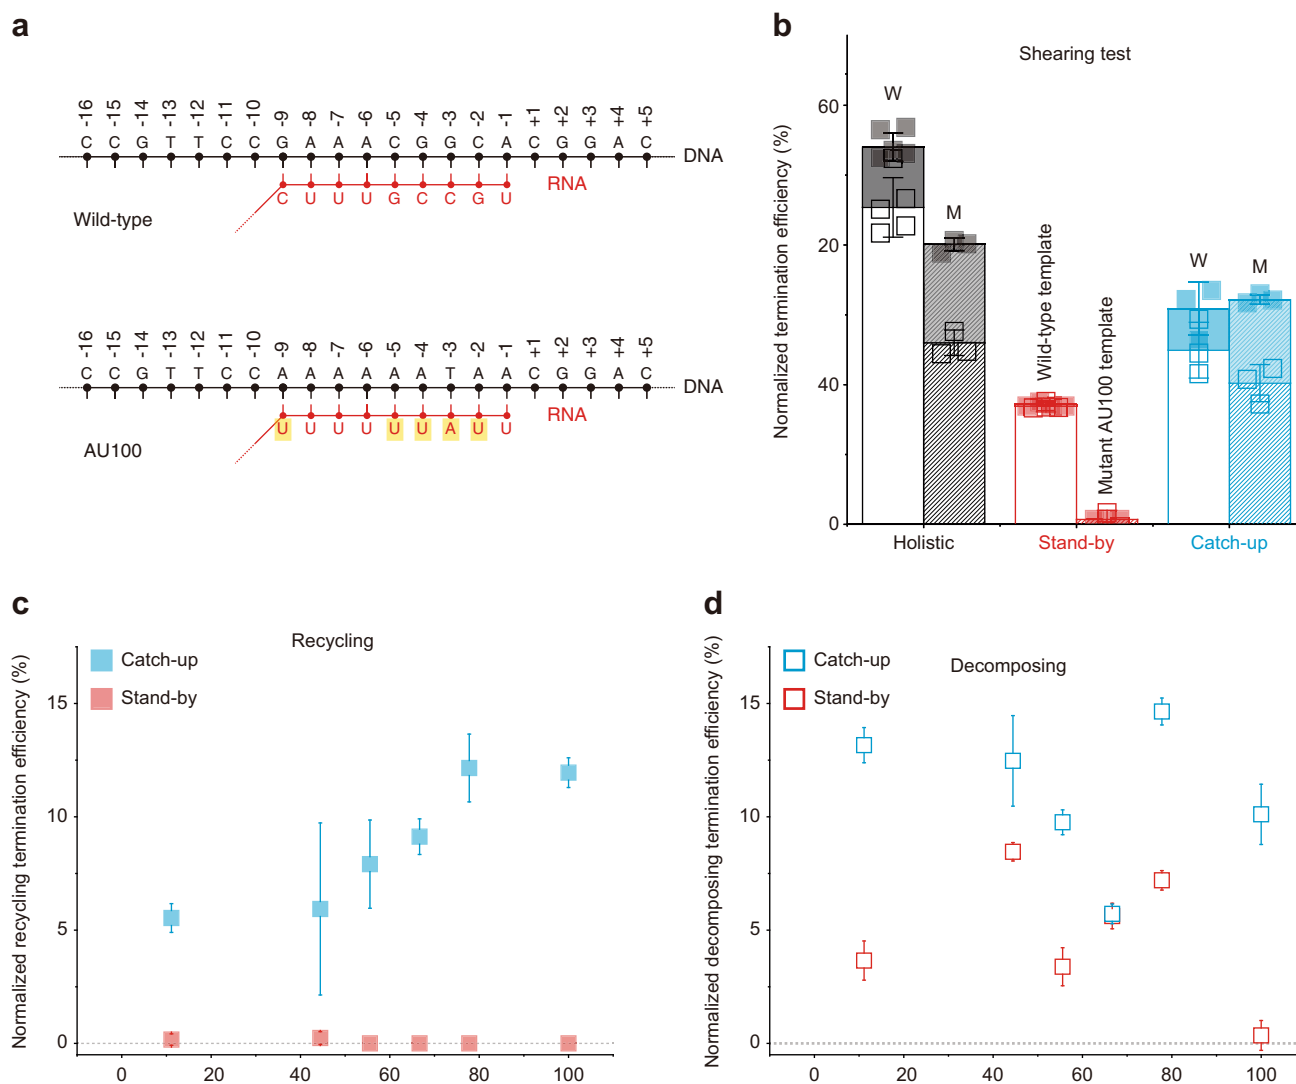 a
-16 -15 -14 -13 -12 -11 -10 -9 -8 -7 -6 -5 -4 -3 -2 -1 +1 +2 +3 +4 +5
C C G T T C C G A A A C G G C A C G G A C
DNA
C U U U G C C G U
RNA
Wild-type
-16 -15 -14 -13 -12 -11 -10 -9 -8 -7 -6 -5 -4 -3 -2 -1 +1 +2 +3 +4 +5
C C G T T C C A A A A A A T A A C G G A C
DNA
U U U U U U A U U
RNA
AU100
b
Shearing test
Normalized termination efficiency (%)
60
20
40
0
W
M
Wild-type template
Mutant AU100 template
W
M
Holistic
Stand-by
Catch-up
c
Recycling
Catch-up
Stand-by
Normalized recycling termination efficiency (%)
15
10
5
0
0 20 40 60 80 100
d
Decomposing
Catch-up
Stand-by
Normalized decomposing termination efficiency (%)
15
10
5
0
0 20 40 60 80 100